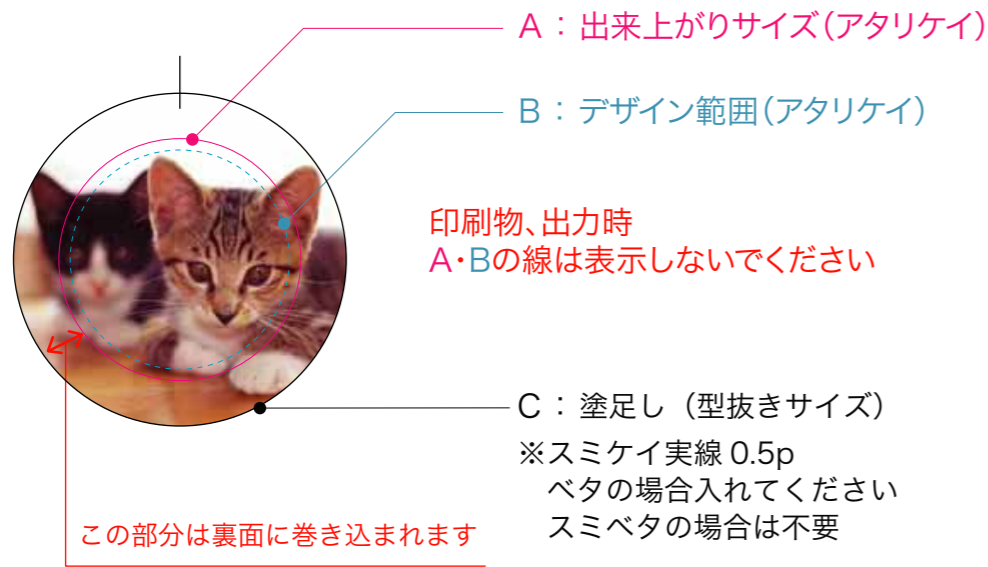 A：出来上がりサイズ（アタリケイ）
B：デザイン範囲（アタリケイ）
印刷物、出力時
A・Bの線は表示しないでください
C：塗足し（型抜きサイズ）
※スミケイ実線 0.5p
ベタの場合入れてください
スミベタの場合は不要
この部分は裏面に巻き込まれます